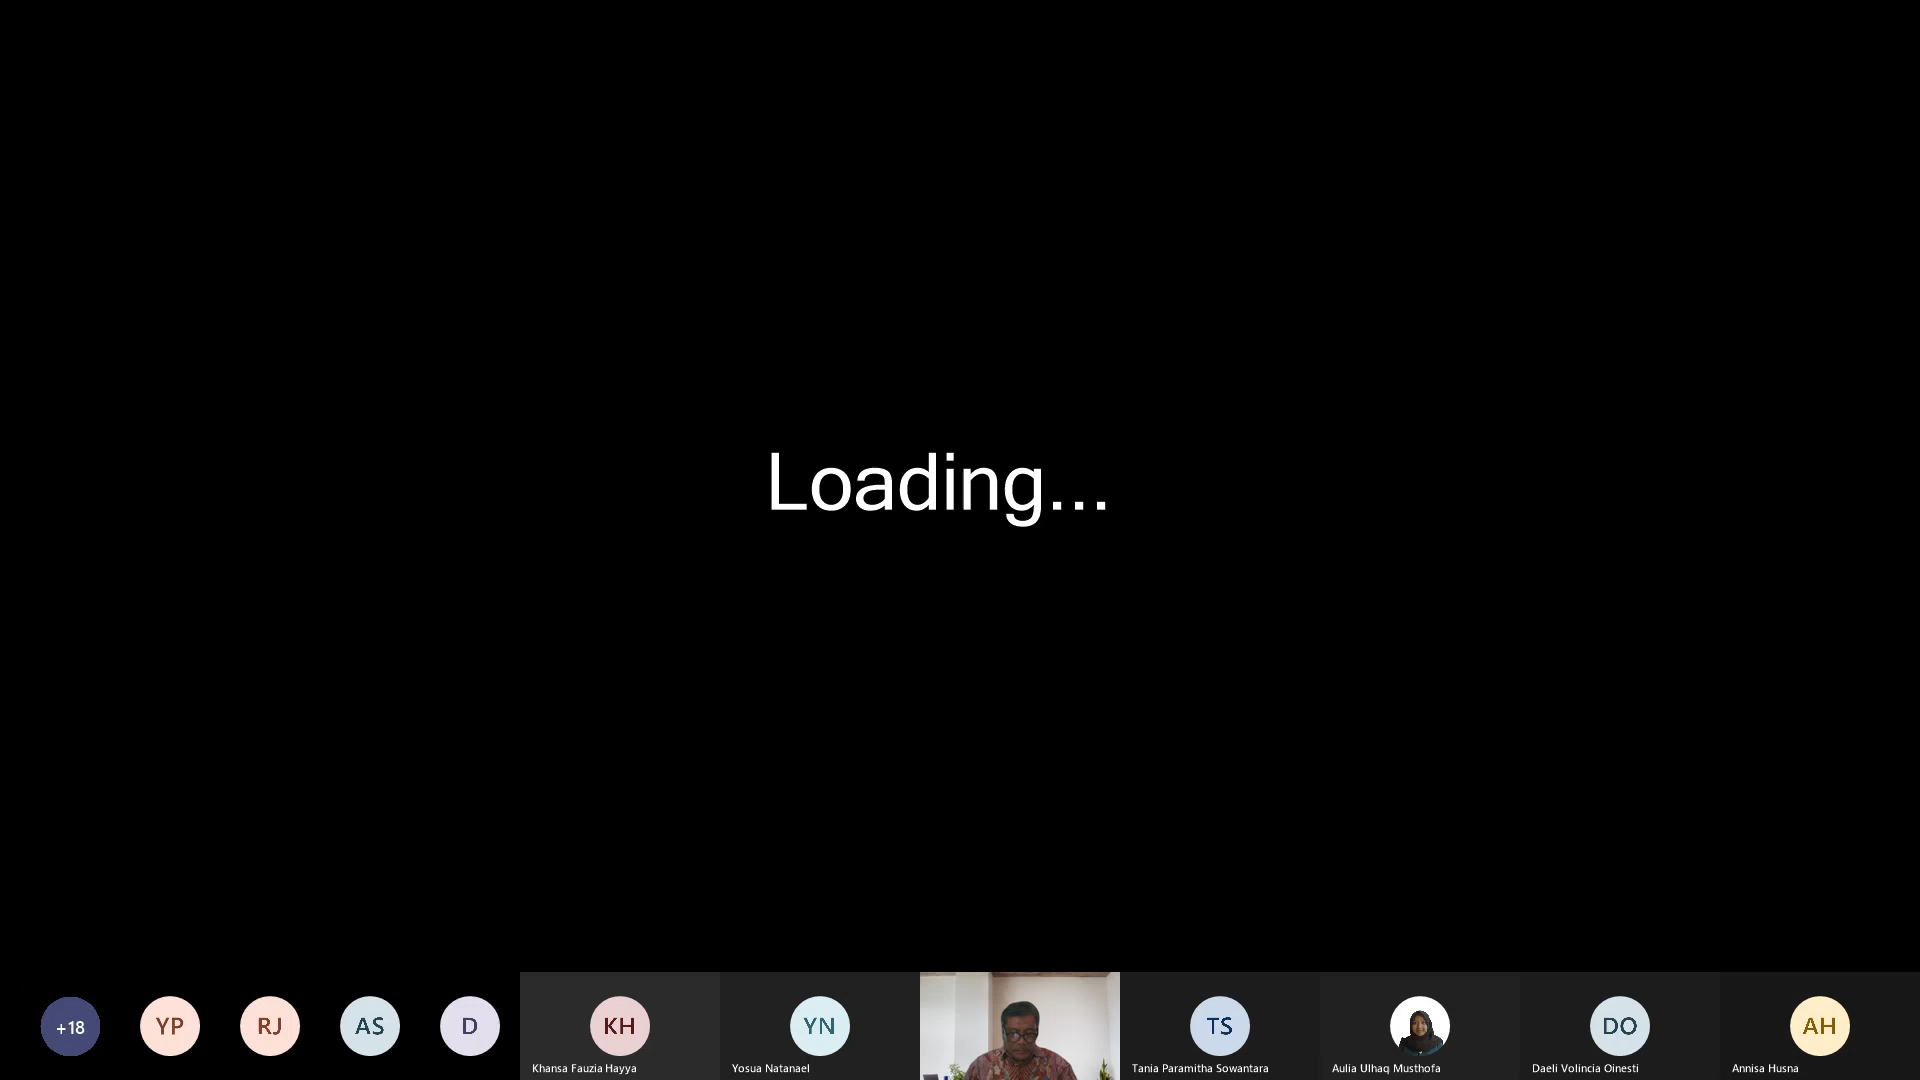 Loading...
+18
YP
RJ
AS
D
KH
YN
TS
DO
AH
Khansa Fauzia Hayya
Yosua Natanael
Tania Paramitha Sowantara
Aulia Ulhaq Musthofa
Daeli Volincia Oinesti
Annisa Husna